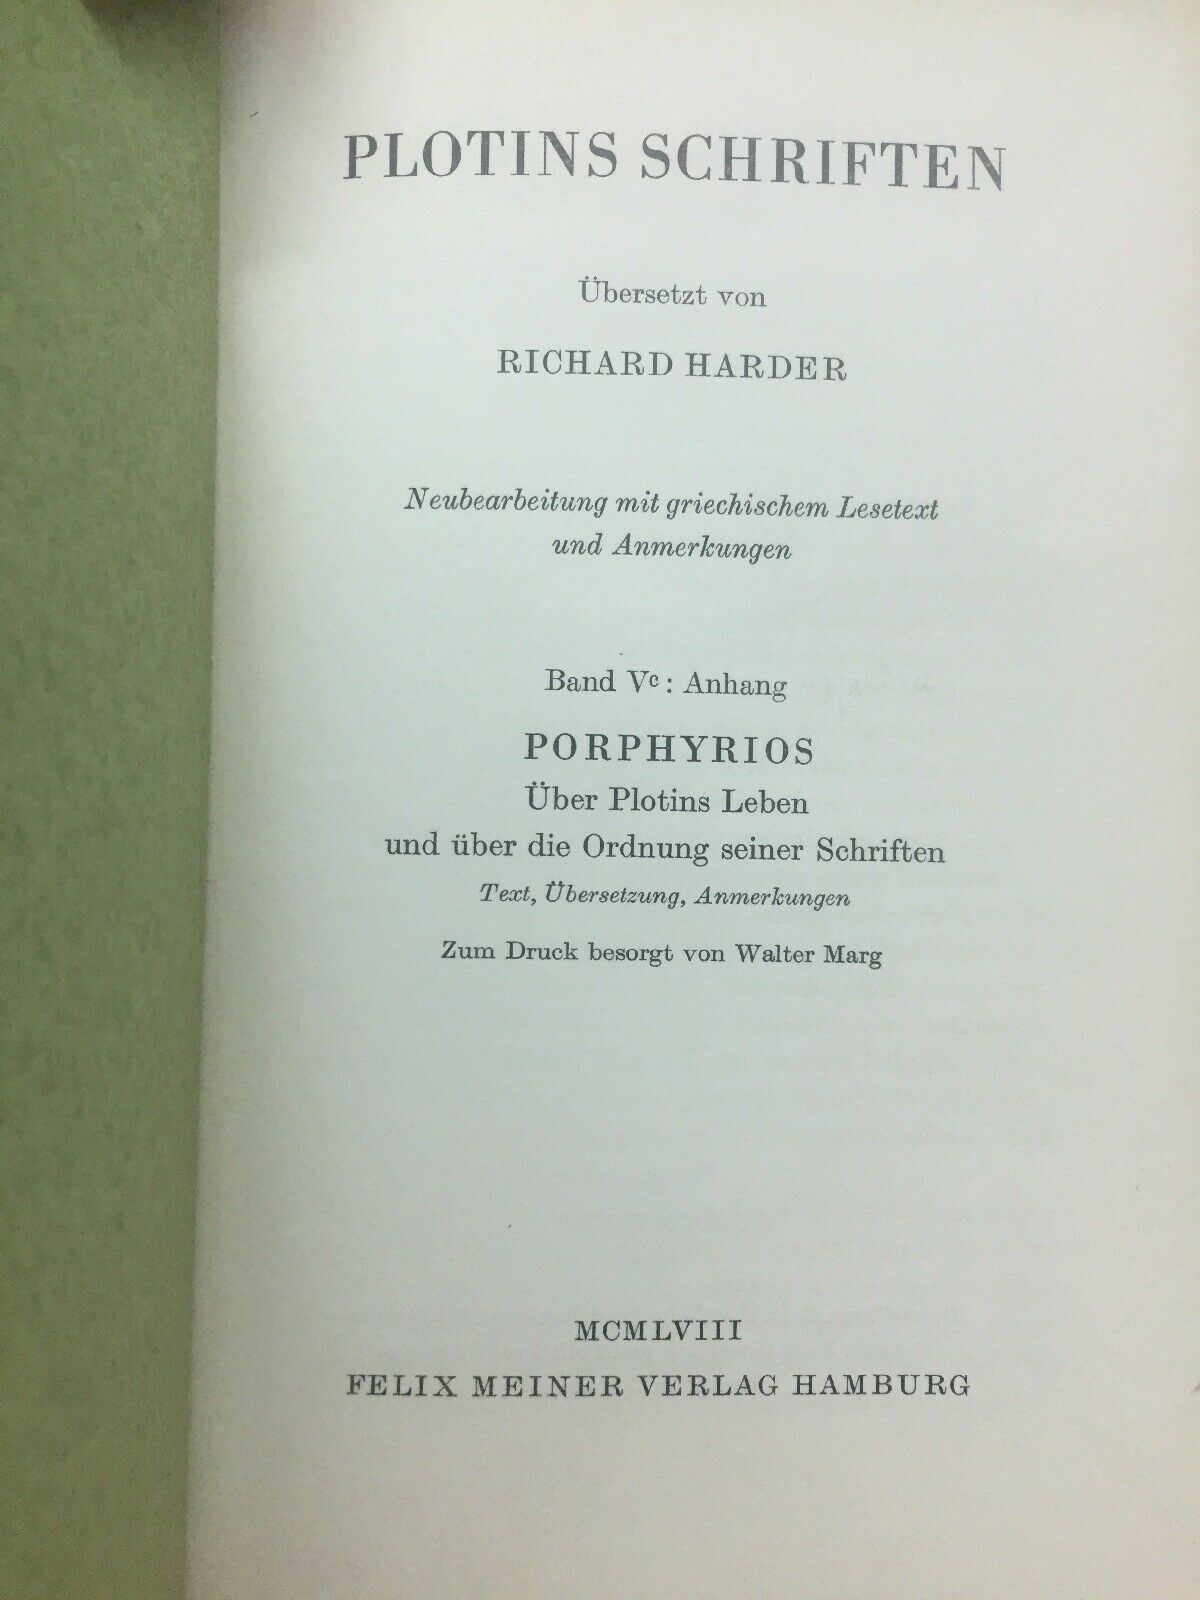 PLOTINS SCHRIFTEN
Übersetzt von
RICHARD HARDER
Neubearbeitung mit griechischem Lesetext
und Anmerkungen
Band Vᶜ: Anhang
PORPHYRIOS
Über Plotins Leben
und über die Ordnung seiner Schriften
Text, Übersetzung, Anmerkungen
Zum Druck besorgt von Walter Marg
MCMLVIII
FELIX MEINER VERLAG HAMBURG